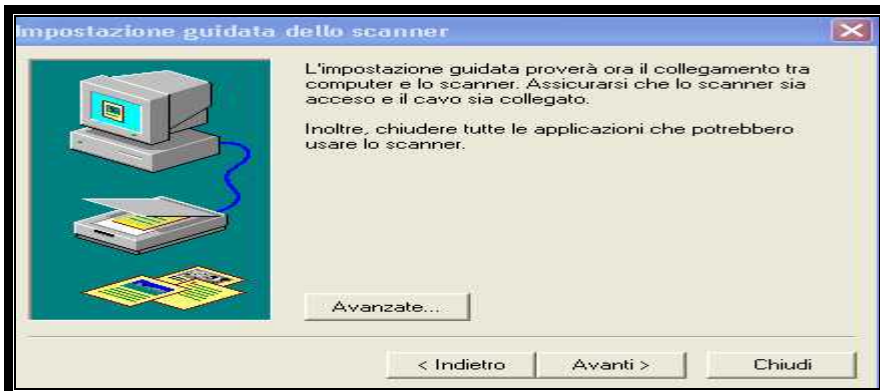 Impostazione guidata dello scanner
L'impostazione guidata proverà ora il collegamento tra
computer e lo scanner. Assicurarsi che lo scanner sia
acceso e il cavo sia collegato.
Inoltre, chiudere tutte le applicazioni che potrebbero
usare lo scanner.
Avanzate...
< Indietro
Avanti >
Chiudi